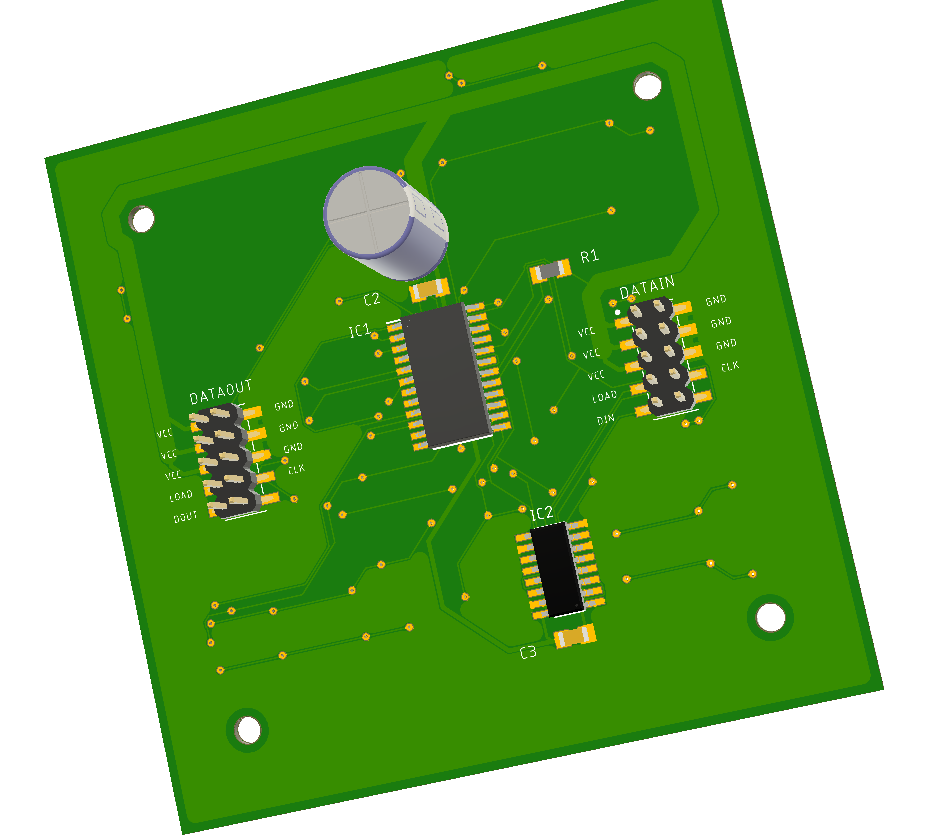 R1
C2
IC1
DATAIN
VCC
VCC
VCC
LOAD
DIN
GND
GND
GND
CLK
DATAOUT
VCC
VCC
VCC
LOAD
DOUT
GND
GND
GND
CLK
IC2
C3